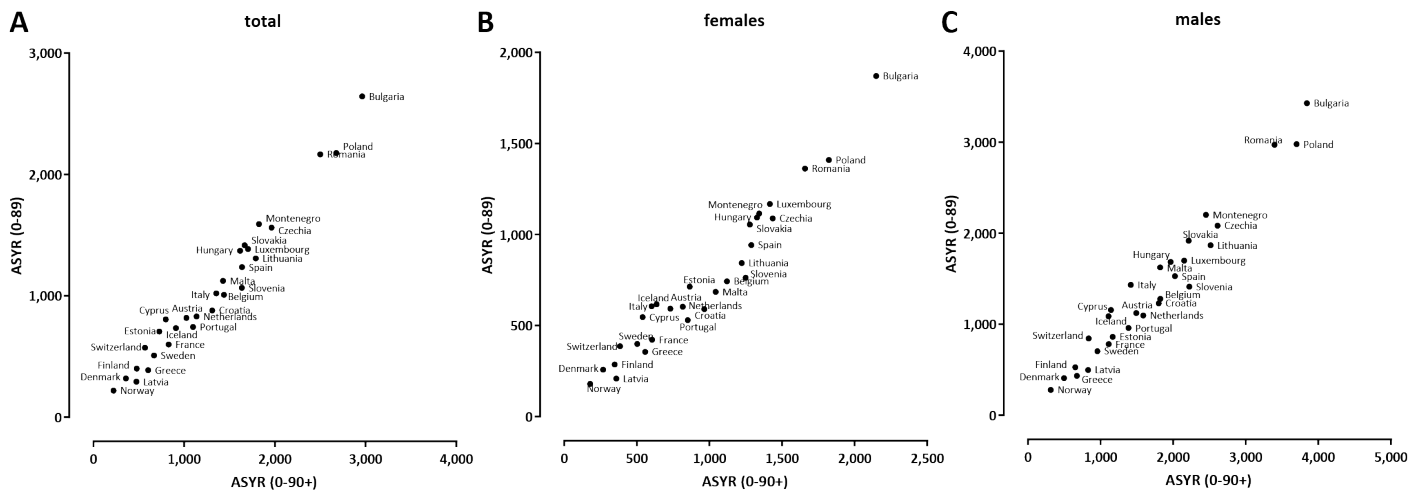 A
total
3,000
2,000
1,000
0
ASYR (0-89)
Bulgaria
Poland
Romania
Montenegro
Czechia
Slovakia
Hungary
Luxembourg
Lithuania
Spain
Malta
Slovenia
Italy
Belgium
Croatia
Cyprus
Austria
Netherlands
Estonia
Iceland
Portugal
Switzerland
France
Sweden
Finland
Greece
Denmark
Latvia
Norway
0
1,000
2,000
3,000
4,000
ASYR (0-90+)
B
females
2,000
1,500
1,000
500
0
ASYR (0-89)
Bulgaria
Poland
Romania
Montenegro
Luxembourg
Hungary
Czechia
Slovakia
Spain
Lithuania
Slovenia
Estonia
Belgium
Malta
Iceland
Austria
Italy
Netherlands
Cyprus
Croatia
Portugal
Sweden
France
Switzerland
Greece
Finland
Denmark
Latvia
Norway
0
500
1,000
1,500
2,000
2,500
ASYR (0-90+)
C
males
4,000
3,000
2,000
1,000
0
ASYR (0-89)
Bulgaria
Romania
Poland
Montenegro
Czechia
Slovakia
Lithuania
Hungary
Luxembourg
Malta
Spain
Italy
Slovenia
Belgium
Croatia
Cyprus
Austria
Netherlands
Iceland
Portugal
Switzerland
Estonia
France
Sweden
Finland
Latvia
Denmark
Greece
Norway
0
1,000
2,000
3,000
4,000
5,000
ASYR (0-90+)